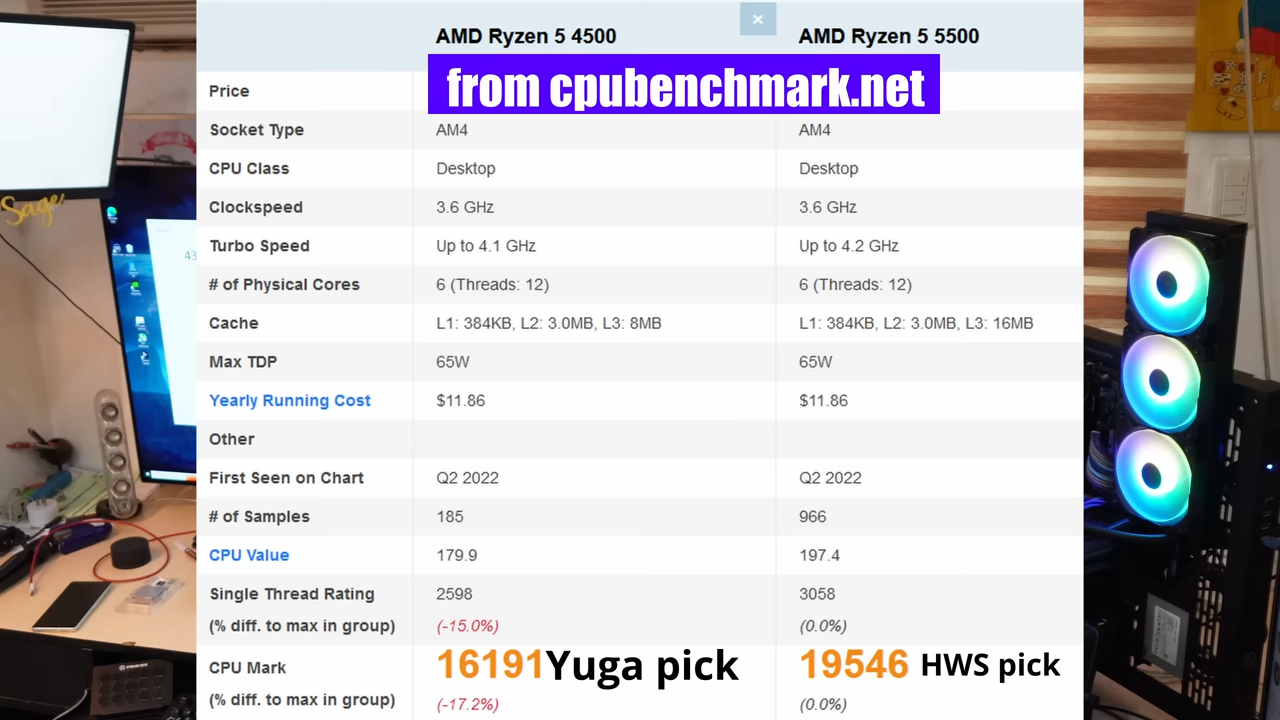 AMD Ryzen 5 4500 × AMD Ryzen 5 5500
from cpubenchmark.net
Price
Socket Type AM4 AM4
CPU Class Desktop Desktop
Clockspeed 3.6 GHz 3.6 GHz
Turbo Speed Up to 4.1 GHz Up to 4.2 GHz
# of Physical Cores 6 (Threads: 12) 6 (Threads: 12)
Cache L1: 384KB, L2: 3.0MB, L3: 8MB L1: 384KB, L2: 3.0MB, L3: 16MB
Max TDP 65W 65W
Yearly Running Cost $11.86 $11.86
Other
First Seen on Chart Q2 2022 Q2 2022
# of Samples 185 966
CPU Value 179.9 197.4
Single Thread Rating 2598 3058
(% diff. to max in group) (-15.0%) (0.0%)
CPU Mark 16191 Yuga pick 19546 HWS pick
(% diff. to max in group) (-17.2%) (0.0%)
Sage
43